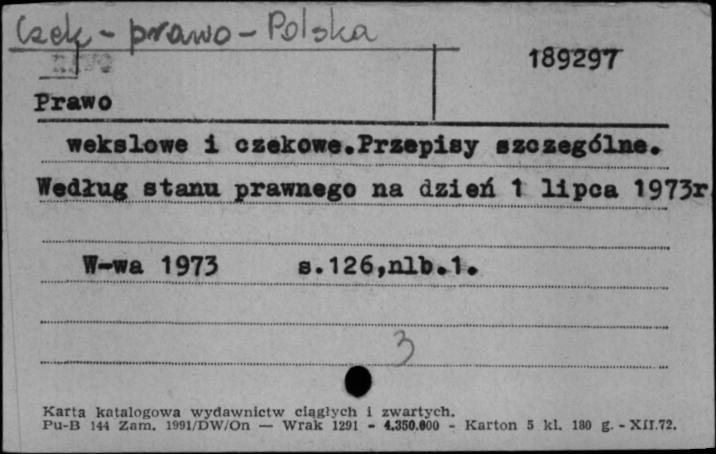 Czek - prawo - Polska
189297
Prawo
wekslowe i czekowe.Przepisy szczególne.
Według stanu prawnego na dzień 1 lipca 1973r
W-wa 1973 s.126,nlb.1.
3
Karta katalogowa wydawnictw ciągłych i zwartych.
Pu-B 144 Zam. 1991/DW/On — Wrak 1291 - 4.350.000 - Karton 5 kl. 180 g. - XII.72.